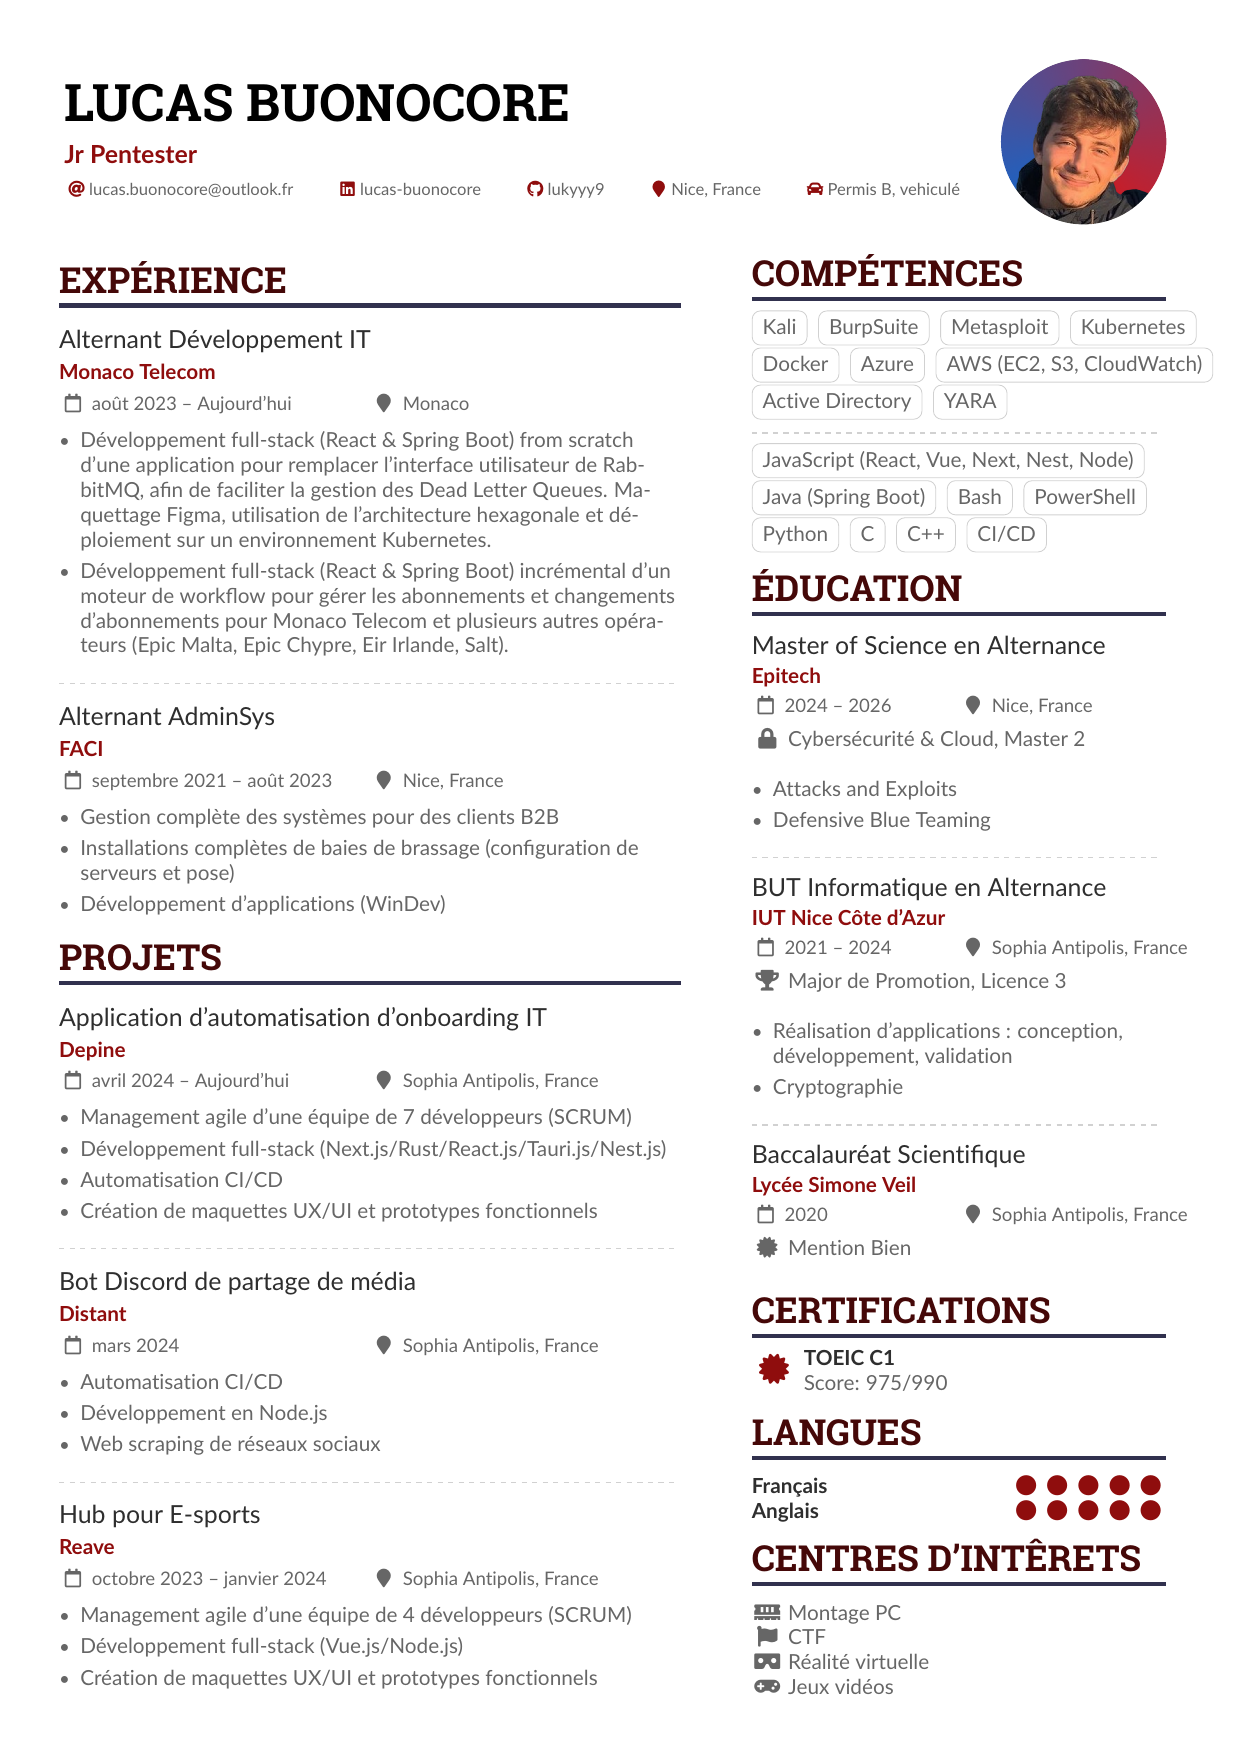 LUCAS BUONOCORE
Jr Pentester
lucas.buonocore@outlook.fr lucas-buonocore lukyyy9 Nice, France Permis B, vehiculé
EXPÉRIENCE
Alternant Développement IT
Monaco Telecom
août 2023 – Aujourd’hui Monaco
• Développement full-stack (React & Spring Boot) from scratch
d’une application pour remplacer l’interface utilisateur de Rab-
bitMQ, afin de faciliter la gestion des Dead Letter Queues. Ma-
quettage Figma, utilisation de l’architecture hexagonale et dé-
ploiement sur un environnement Kubernetes.
• Développement full-stack (React & Spring Boot) incrémental d’un
moteur de workflow pour gérer les abonnements et changements
d’abonnements pour Monaco Telecom et plusieurs autres opéra-
teurs (Epic Malta, Epic Chypre, Eir Irlande, Salt).
Alternant AdminSys
FACI
septembre 2021 – août 2023 Nice, France
• Gestion complète des systèmes pour des clients B2B
• Installations complètes de baies de brassage (configuration de
serveurs et pose)
• Développement d’applications (WinDev)
PROJETS
Application d’automatisation d’onboarding IT
Depine
avril 2024 – Aujourd’hui Sophia Antipolis, France
• Management agile d’une équipe de 7 développeurs (SCRUM)
• Développement full-stack (Next.js/Rust/React.js/Tauri.js/Nest.js)
• Automatisation CI/CD
• Création de maquettes UX/UI et prototypes fonctionnels
Bot Discord de partage de média
Distant
mars 2024 Sophia Antipolis, France
• Automatisation CI/CD
• Développement en Node.js
• Web scraping de réseaux sociaux
Hub pour E-sports
Reave
octobre 2023 – janvier 2024 Sophia Antipolis, France
• Management agile d’une équipe de 4 développeurs (SCRUM)
• Développement full-stack (Vue.js/Node.js)
• Création de maquettes UX/UI et prototypes fonctionnels
COMPÉTENCES
Kali BurpSuite Metasploit Kubernetes
Docker Azure AWS (EC2, S3, CloudWatch)
Active Directory YARA
JavaScript (React, Vue, Next, Nest, Node)
Java (Spring Boot) Bash PowerShell
Python C C++ CI/CD
ÉDUCATION
Master of Science en Alternance
Epitech
2024 – 2026 Nice, France
Cybersécurité & Cloud, Master 2
• Attacks and Exploits
• Defensive Blue Teaming
BUT Informatique en Alternance
IUT Nice Côte d’Azur
2021 – 2024 Sophia Antipolis, France
Major de Promotion, Licence 3
• Réalisation d’applications : conception,
développement, validation
• Cryptographie
Baccalauréat Scientifique
Lycée Simone Veil
2020 Sophia Antipolis, France
Mention Bien
CERTIFICATIONS
TOEIC C1
Score: 975/990
LANGUES
Français
Anglais
CENTRES D’INTÊRETS
Montage PC
CTF
Réalité virtuelle
Jeux vidéos